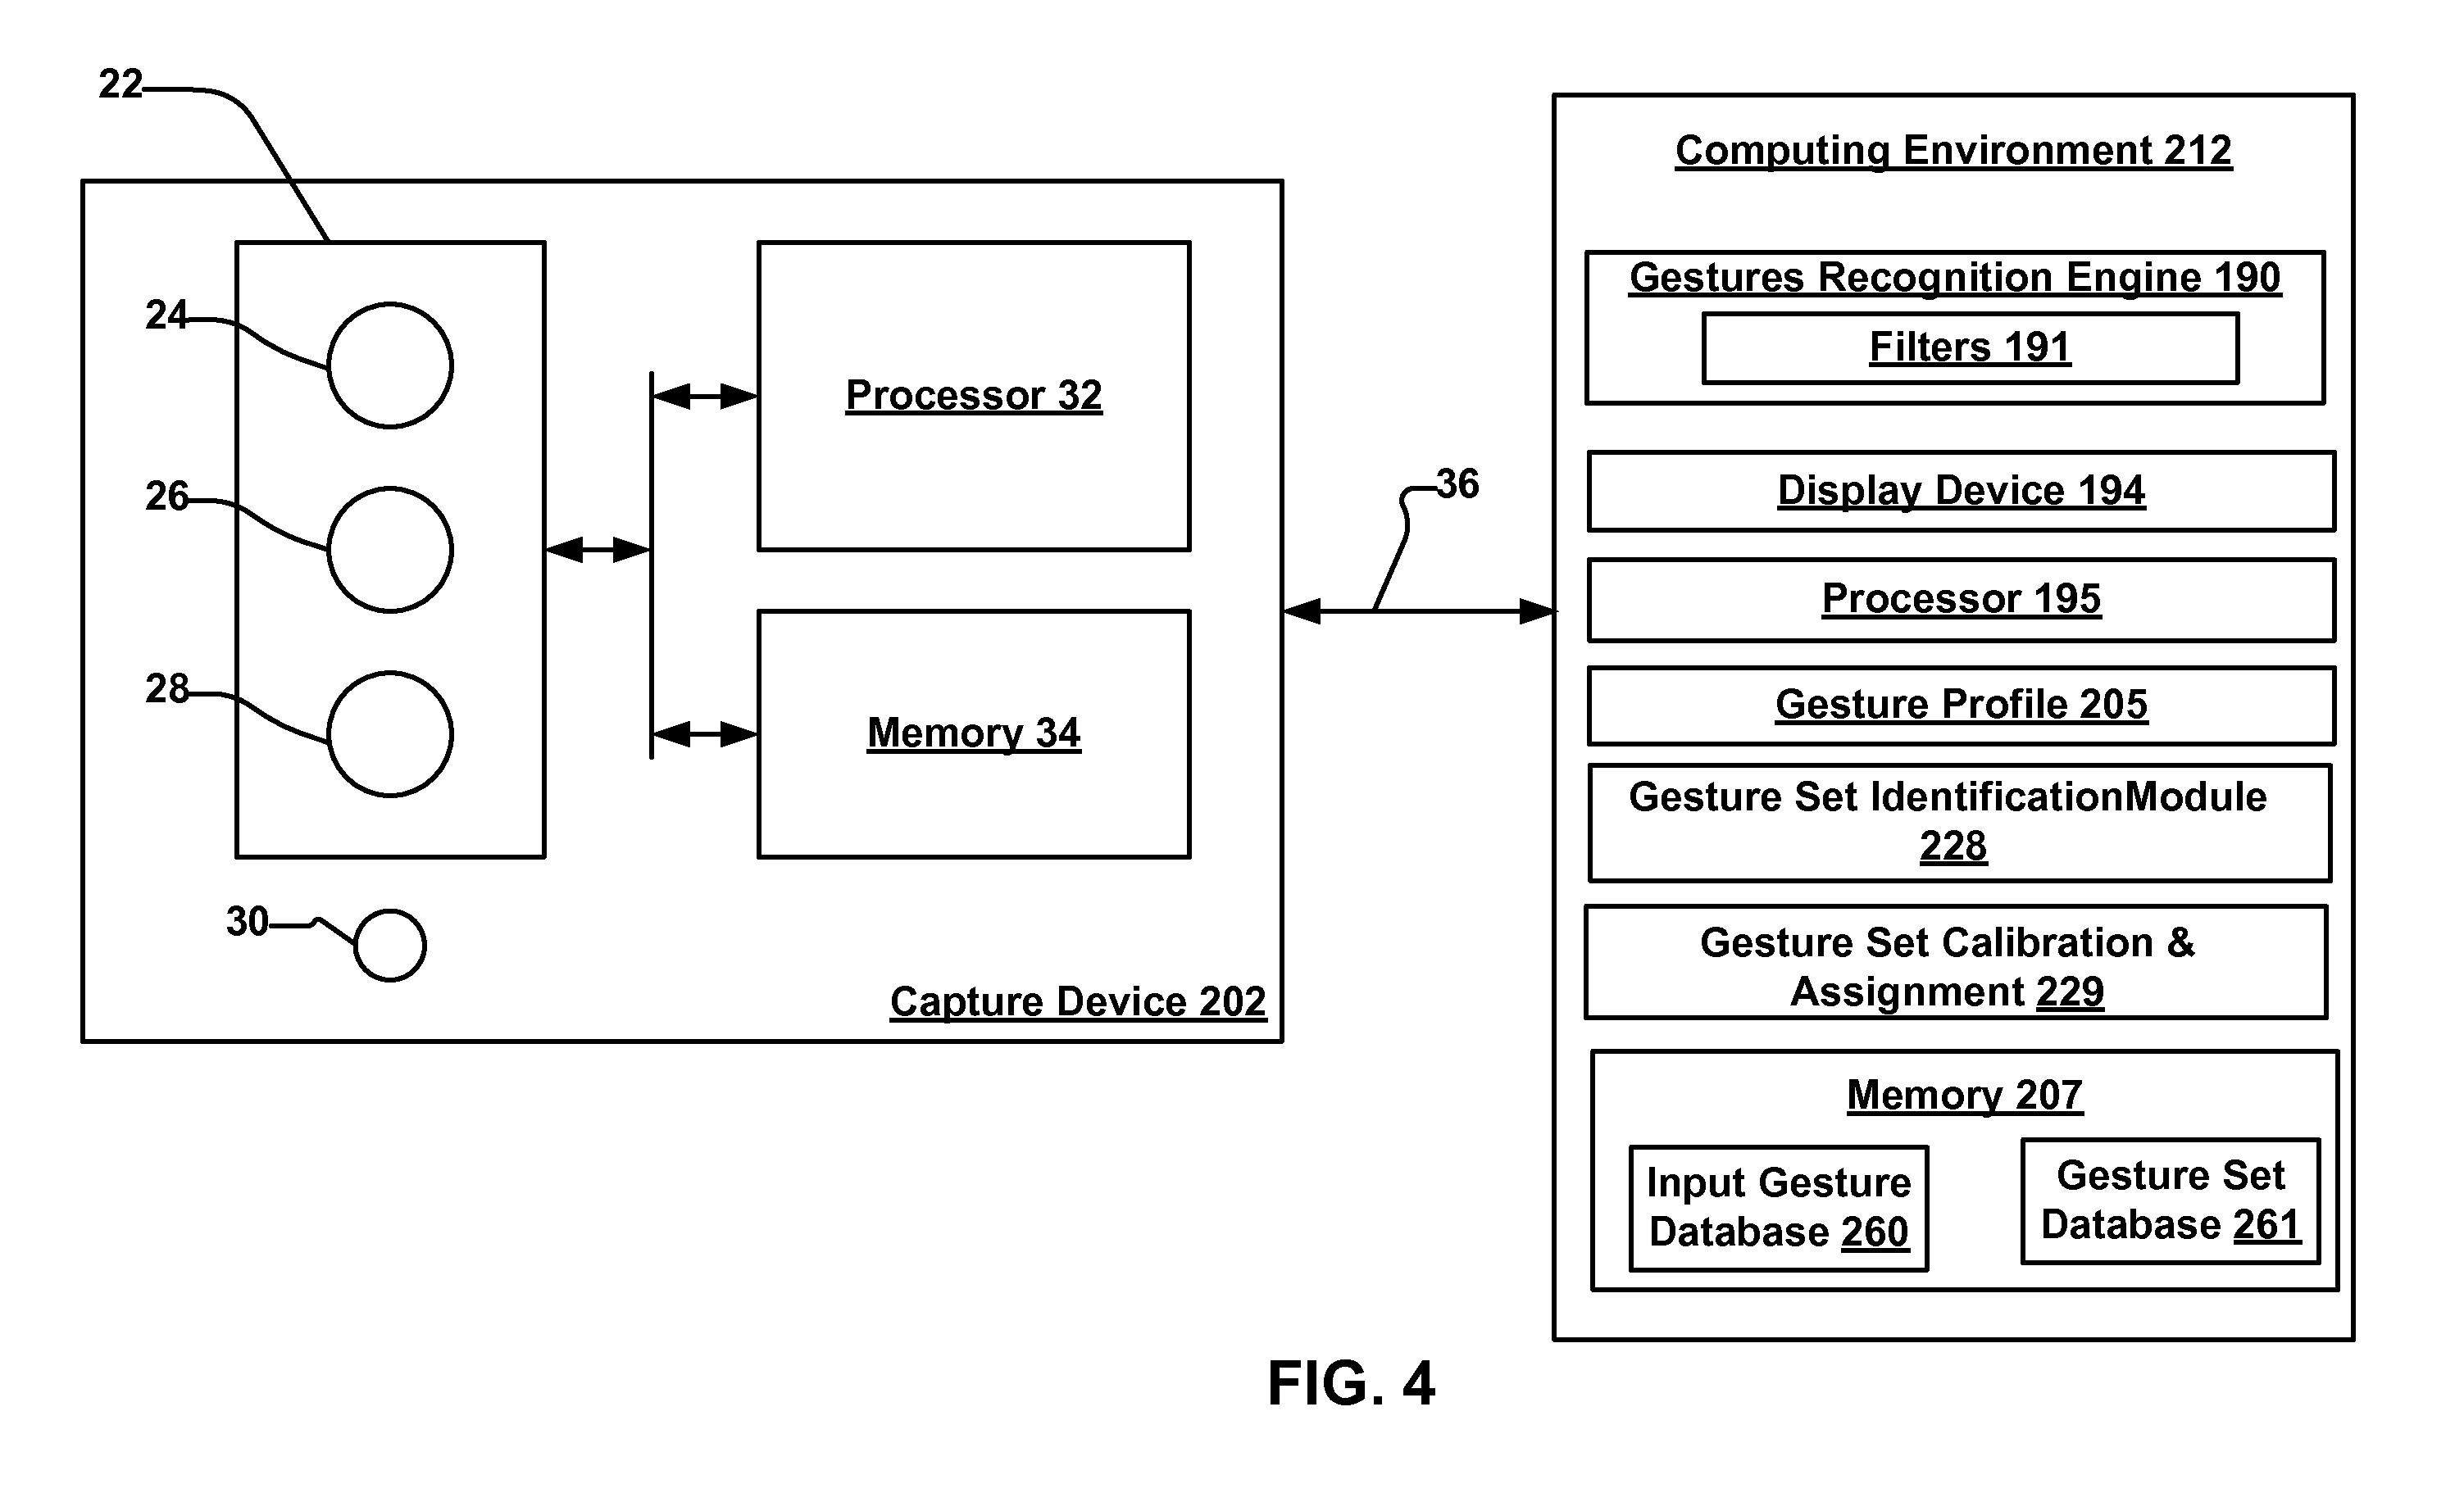 22
24
26
28
30
Processor 32
Memory 34
Capture Device 202
36
Computing Environment 212
Gestures Recognition Engine 190
Filters 191
Display Device 194
Processor 195
Gesture Profile 205
Gesture Set IdentificationModule
228
Gesture Set Calibration &
Assignment 229
Memory 207
Input Gesture
Database 260
Gesture Set
Database 261
FIG. 4